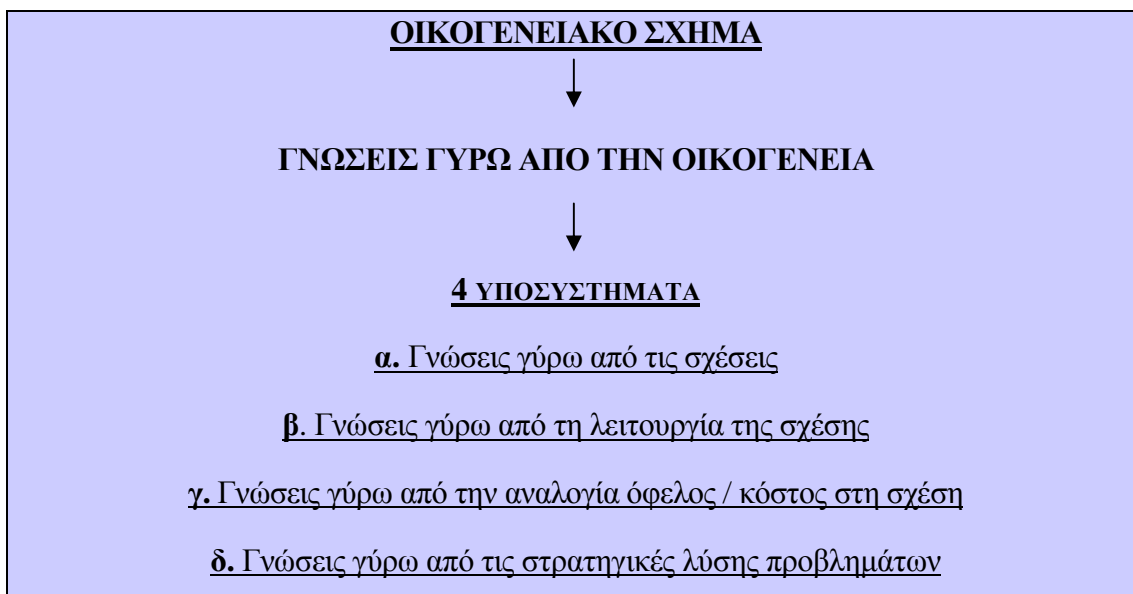 ΟΙΚΟΓΕΝΕΙΑΚΟ ΣΧΗΜΑ
ΓΝΩΣΕΙΣ ΓΥΡΩ ΑΠΟ ΤΗΝ ΟΙΚΟΓΕΝΕΙΑ
4 ΥΠΟΣΥΣΤΗΜΑΤΑ
α. Γνώσεις γύρω από τις σχέσεις
β. Γνώσεις γύρω από τη λειτουργία της σχέσης
γ. Γνώσεις γύρω από την αναλογία όφελος / κόστος στη σχέση
δ. Γνώσεις γύρω από τις στρατηγικές λύσης προβλημάτων